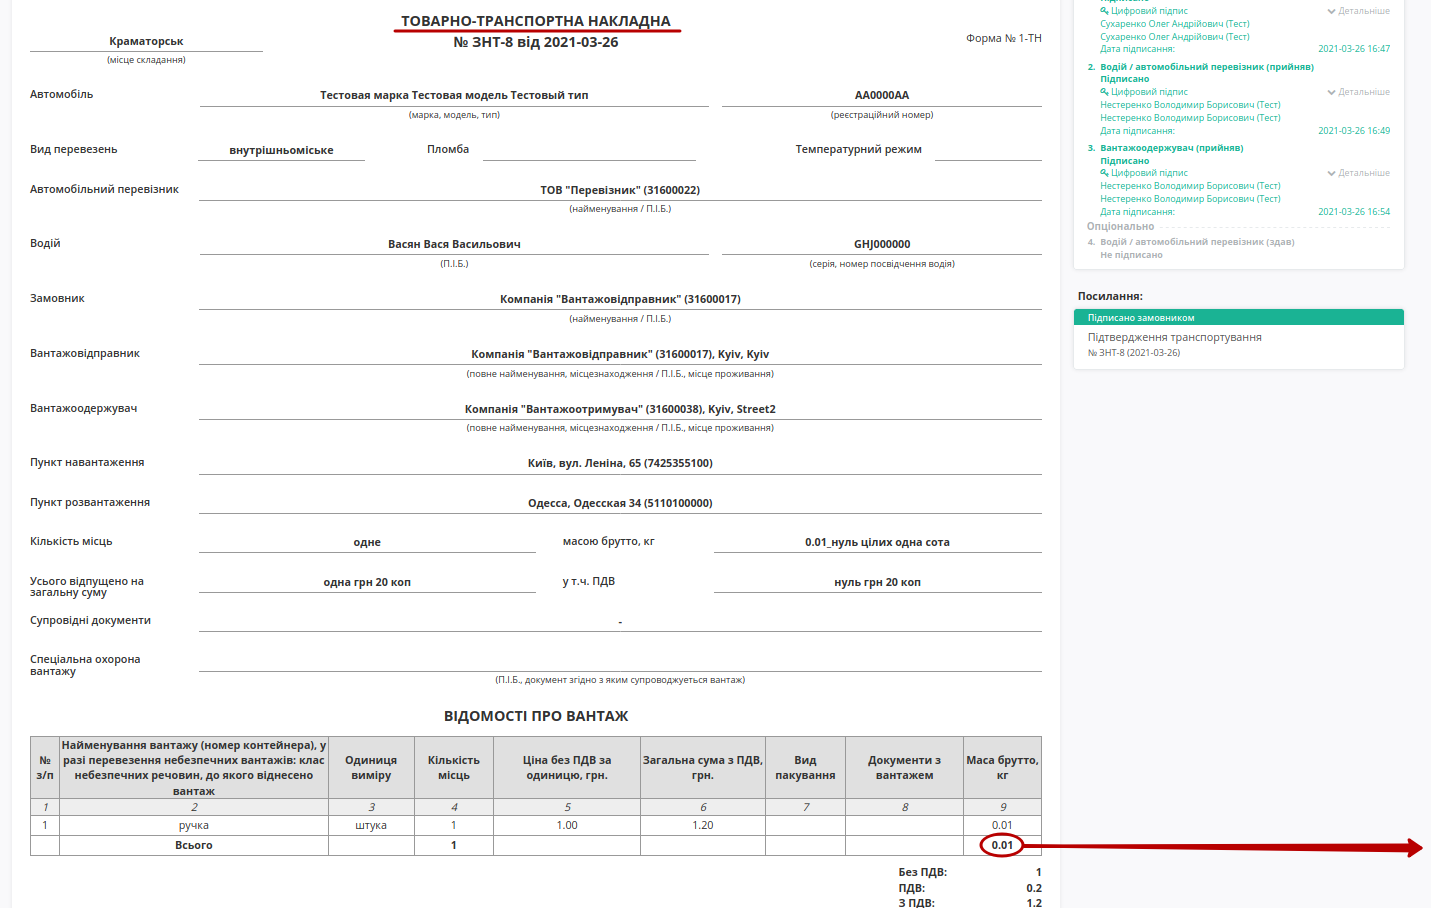 ТОВАРНО-ТРАНСПОРТНА НАКЛАДНА
№ ЗНТ-8 від 2021-03-26
Форма № 1-ТН
Краматорськ
(місце складання)
Автомобіль Тестовая марка Тестовая модель Тестовый тип AA0000AA
(марка, модель, тип) (реєстраційний номер)
Вид перевезень внутрішньоміське Пломба Температурний режим
Автомобільний перевізник ТОВ "Перевізник" (31600022)
(найменування / П.І.Б.)
Водій Васян Вася Васильович GHJ000000
(П.І.Б.) (серія, номер посвідчення водія)
Замовник Компанія "Вантажовідправник" (31600017)
(найменування / П.І.Б.)
Вантажовідправник Компанія "Вантажовідправник" (31600017), Kyiv, Kyiv
(повне найменування, місцезнаходження / П.І.Б., місце проживання)
Вантажоодержувач Компанія "Вантажоотримувач" (31600038), Kyiv, Street2
(повне найменування, місцезнаходження / П.І.Б., місце проживання)
Пункт навантаження Київ, вул. Леніна, 65 (7425355100)
Пункт розвантаження Одесса, Одесская 34 (5110100000)
Кількість місць одне масою брутто, кг 0.01_нуль цілих одна сота
Усього відпущено на
загальну суму одна грн 20 коп у т.ч. ПДВ нуль грн 20 коп
Супровідні документи -
Спеціальна охорона
вантажу
(П.І.Б., документ згідно з яким супроводжується вантаж)
ВІДОМОСТІ ПРО ВАНТАЖ
№ з/п
Найменування вантажу (номер контейнера), у
разі перевезення небезпечних вантажів: клас
небезпечних речовин, до якого віднесено
вантаж
Одиниця
виміру
Кількість
місць
Ціна без ПДВ за
одиницю, грн.
Загальна сума з ПДВ,
грн.
Вид
пакування
Документи з
вантажем
Маса брутто,
кг
1 2 3 4 5 6 7 8 9
1 ручка штука 1 1.00 1.20 0.01
Всього 1 0.01
Без ПДВ: 1
ПДВ: 0.2
З ПДВ: 1.2
Цифровий підпис Детальніше
Сухаренко Олег Андрійович (Тест)
Сухаренко Олег Андрійович (Тест)
Дата підписання: 2021-03-26 16:47
2. Водій / автомобільний перевізник (прийняв)
Підписано
Цифровий підпис Детальніше
Нестеренко Володимир Борисович (Тест)
Нестеренко Володимир Борисович (Тест)
Дата підписання: 2021-03-26 16:49
3. Вантажоодержувач (прийняв)
Підписано
Цифровий підпис Детальніше
Нестеренко Володимир Борисович (Тест)
Нестеренко Володимир Борисович (Тест)
Дата підписання: 2021-03-26 16:54
Опціонально
4. Водій / автомобільний перевізник (здав)
Не підписано
Посилання:
Підписано замовником
Підтвердження транспортування
№ ЗНТ-8 (2021-03-26)